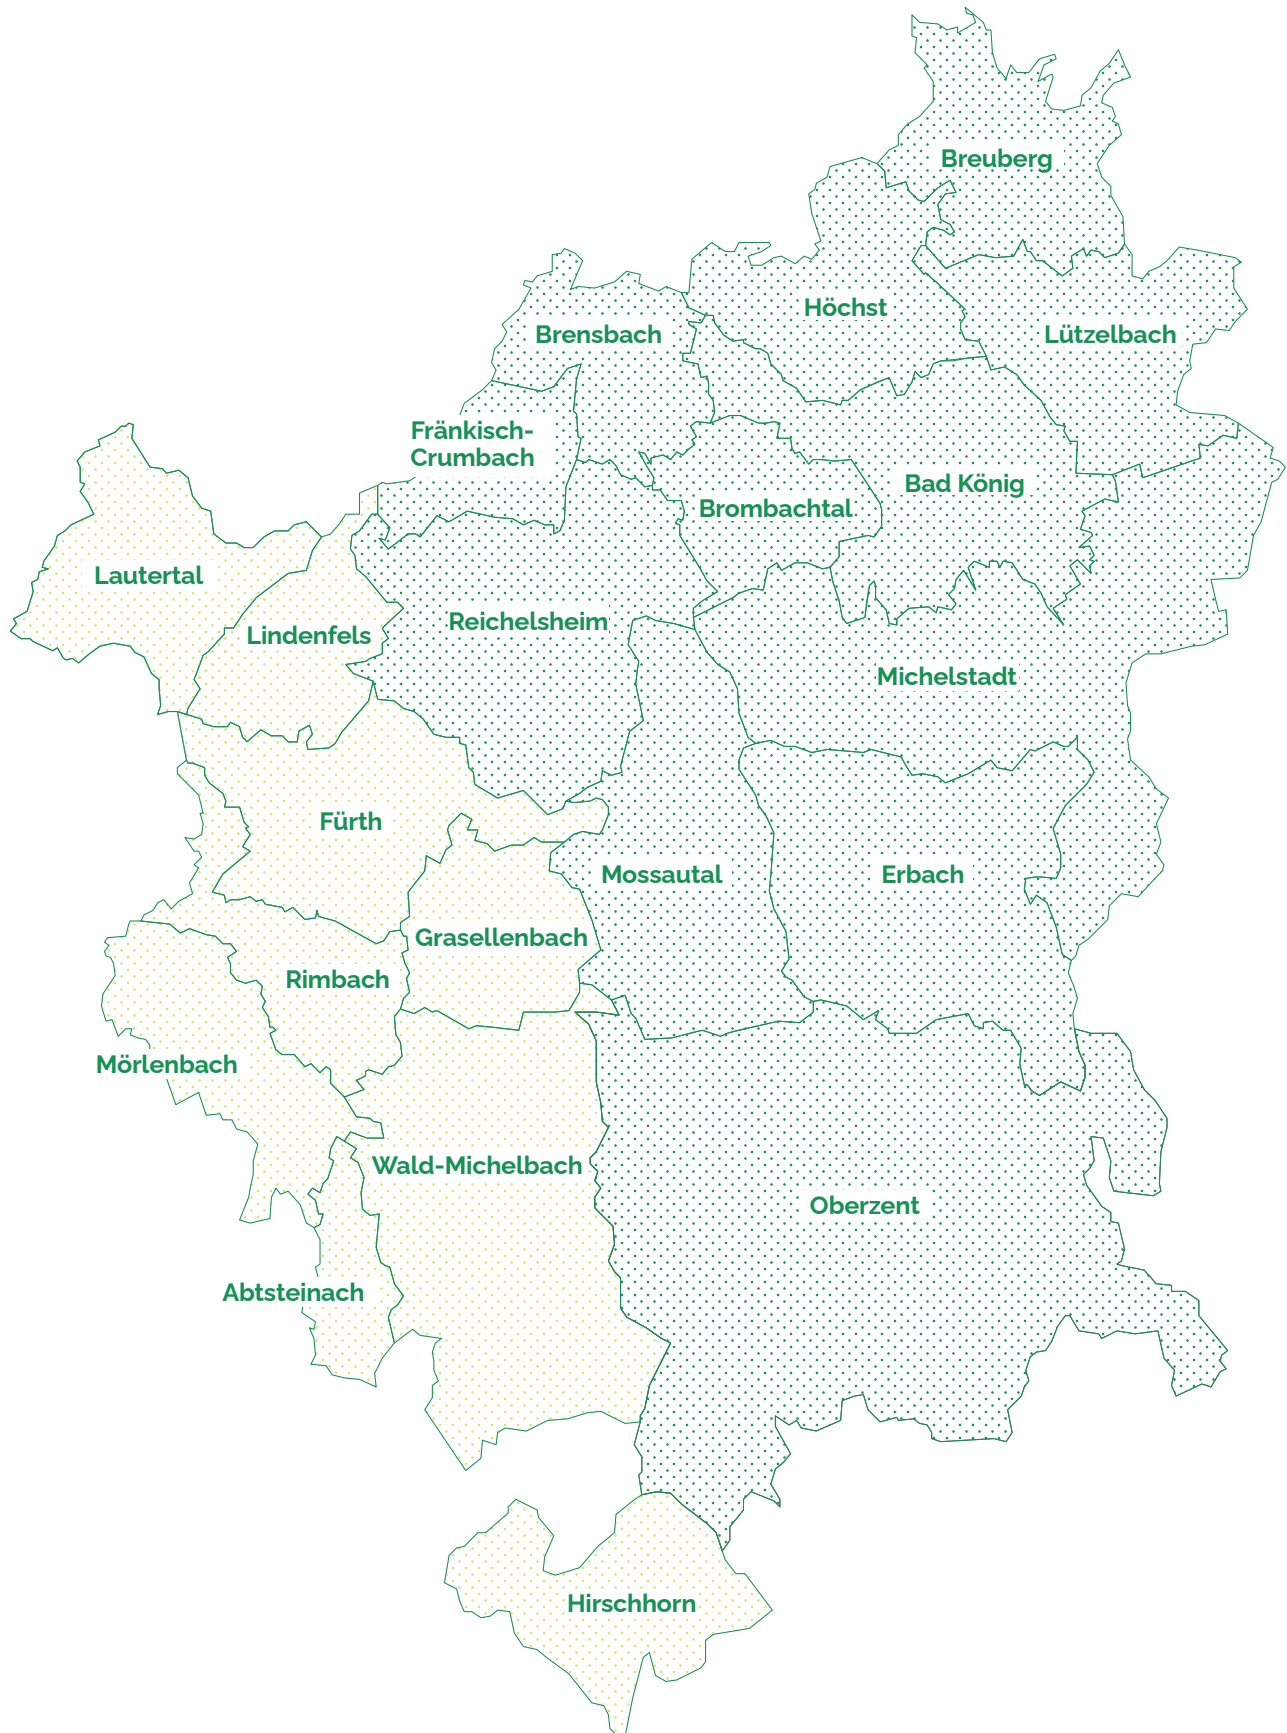 Breuberg
Höchst
Brensbach
Lützelbach
Fränkisch-
Crumbach
Bad König
Brombachtal
Lautertal
Reichelsheim
Lindenfels
Michelstadt
Fürth
Mossautal
Erbach
Grasellenbach
Rimbach
Mörlenbach
Wald-Michelbach
Oberzent
Abtsteinach
Hirschhorn